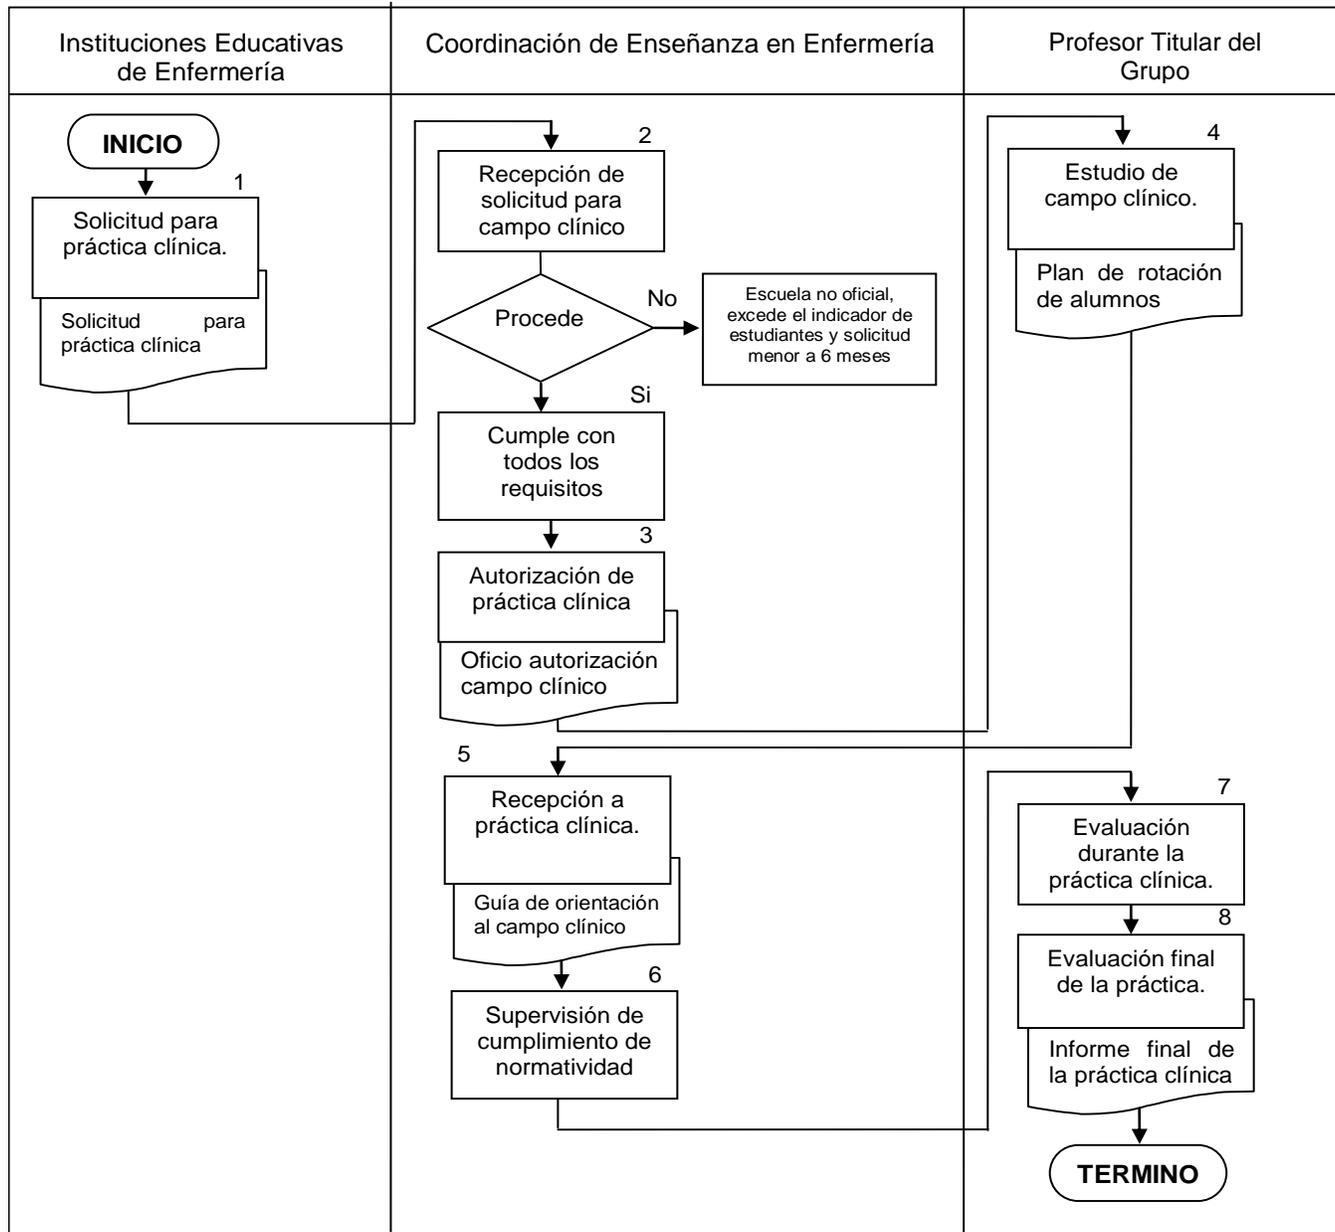 Instituciones Educativas
de Enfermería
Coordinación de Enseñanza en Enfermería
Profesor Titular del
Grupo
INICIO
1
Solicitud para
práctica clínica.
Solicitud para
práctica clínica
2
Recepción de
solicitud para
campo clínico
Procede
No
Escuela no oficial,
excede el indicador de
estudiantes y solicitud
menor a 6 meses
Si
Cumple con
todos los
requisitos
3
Autorización de
práctica clínica
Oficio autorización
campo clínico
4
Estudio de
campo clínico.
Plan de rotación
de alumnos
5
Recepción a
práctica clínica.
Guía de orientación
al campo clínico
6
Supervisión de
cumplimiento de
normatividad
7
Evaluación
durante la
práctica clínica.
8
Evaluación final
de la práctica.
Informe final de
la práctica clínica
TERMINO